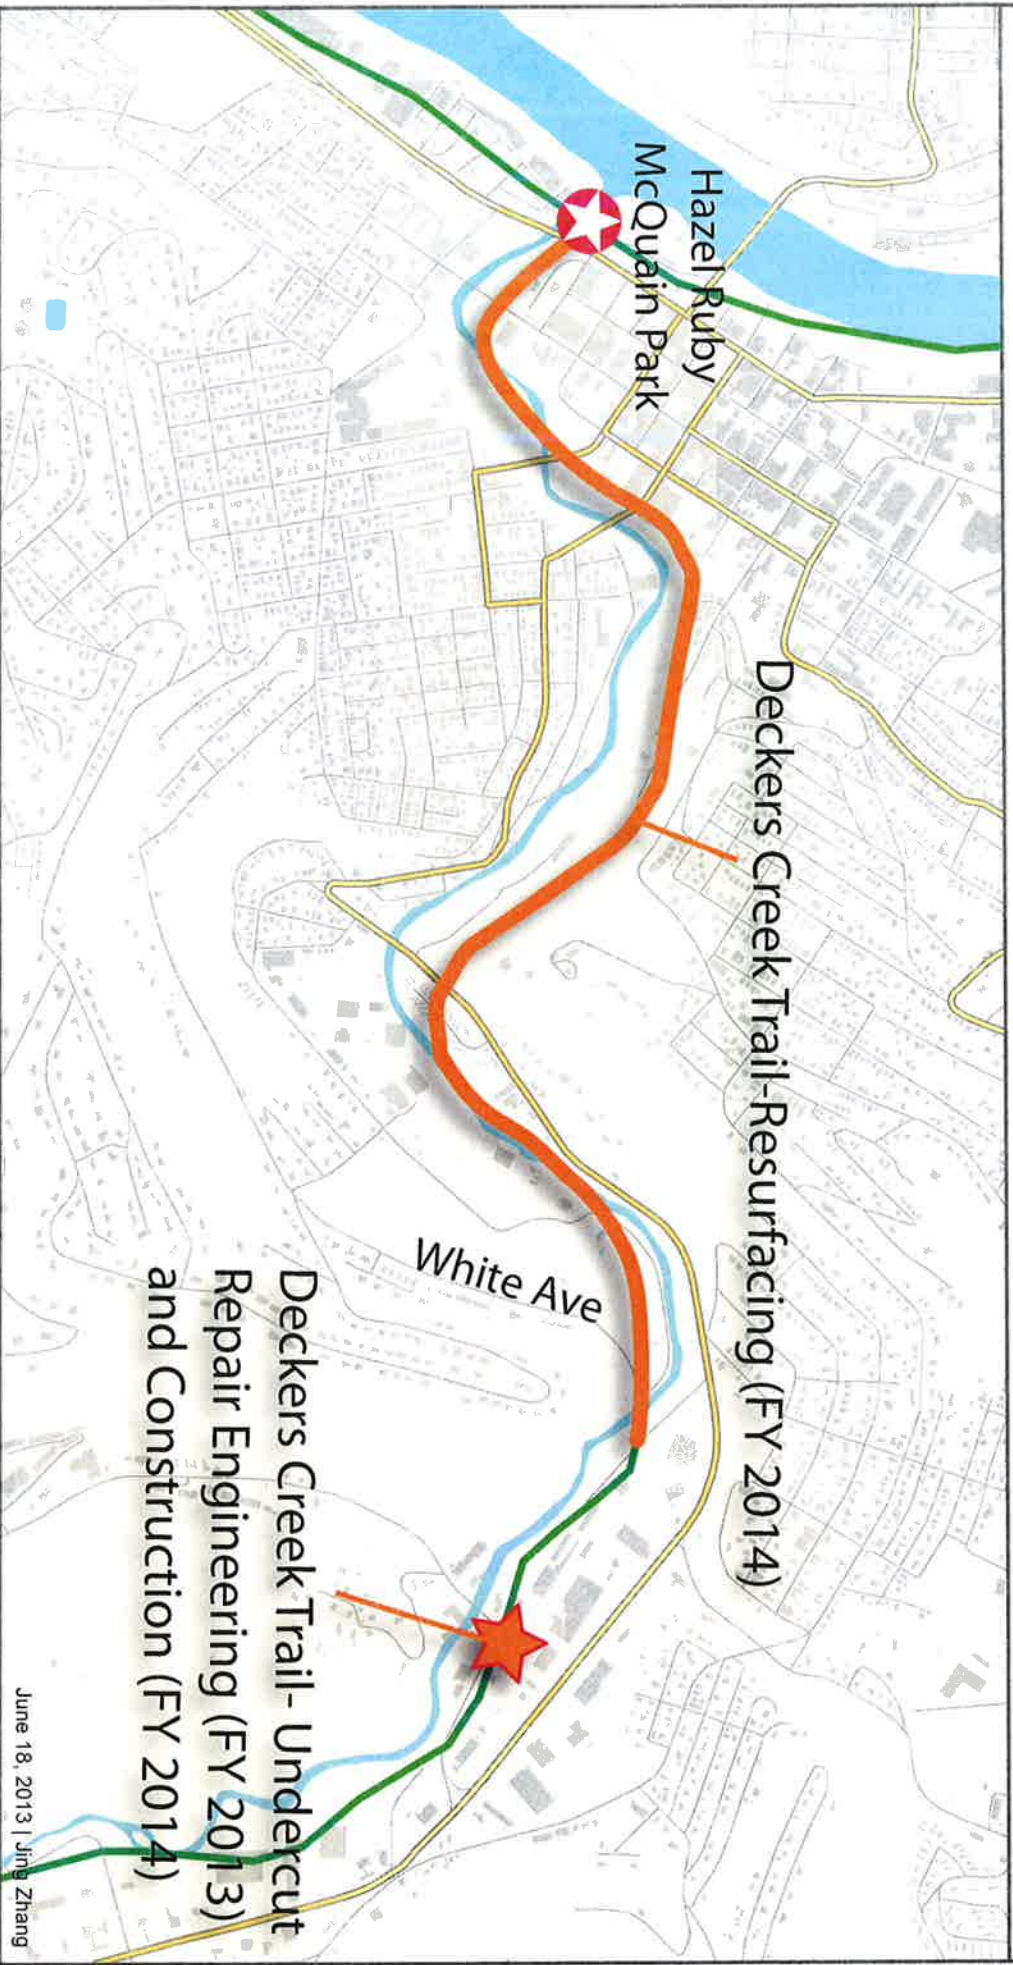 Hazel Ruby
McQuain Park
Deckers Creek Trail-Resurfacing (FY 2014)
White Ave
Deckers Creek Trail- Undercut
Repair Engineering (FY 2013)
and Construction (FY 2014)
June 18, 2013 | Jing Zhang